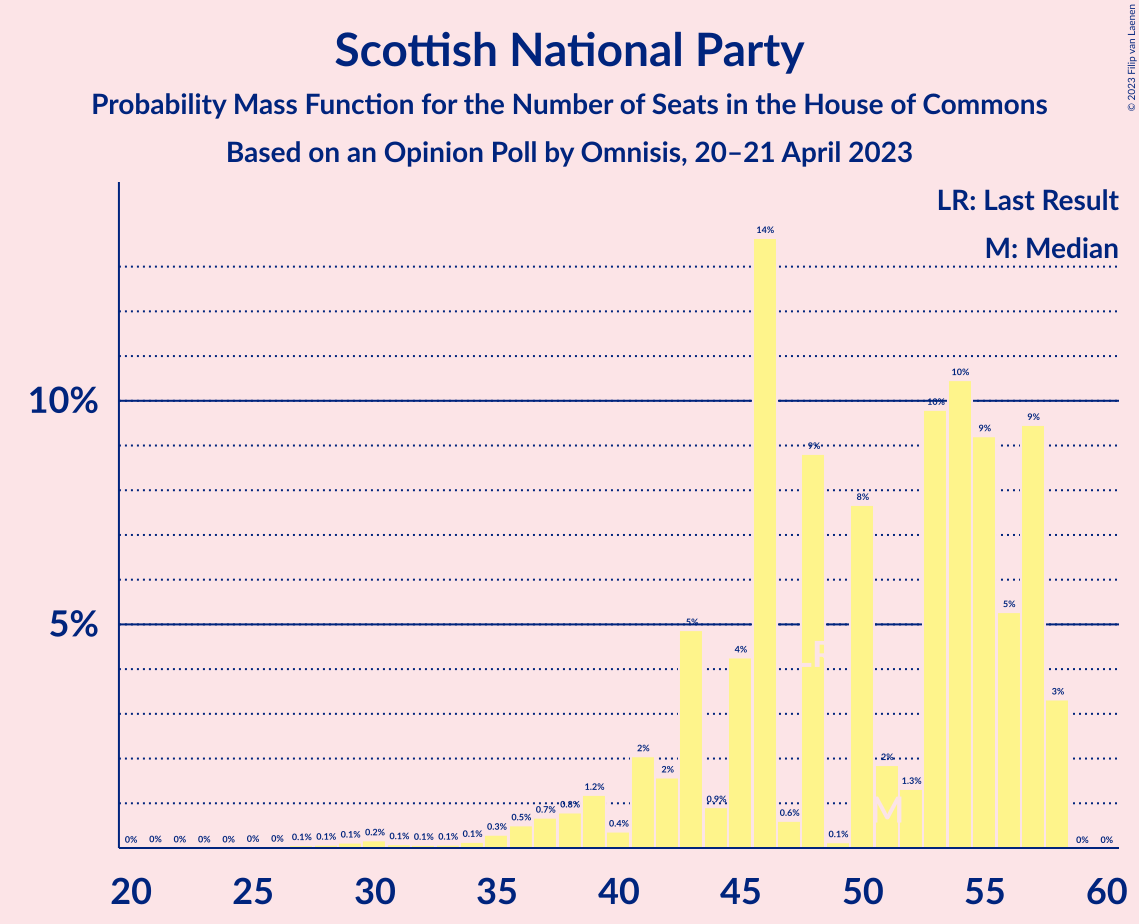 © 2023 Filip van Laenen
Scottish National Party
Probability Mass Function for the Number of Seats in the House of Commons
Based on an Opinion Poll by Omnisis, 20–21 April 2023
LR: Last Result
M: Median
10%
5%
0% 0% 0% 0% 0% 0% 0% 0.1% 0.1% 0.1% 0.2% 0.1% 0.1% 0.1% 0.1% 0.3% 0.5% 0.7% 0.8% 1.2% 0.4% 2% 2% 5% 0.9% 4% 14% 0.6% 9% 0.1% 8% 2% 1.3% 10% 10% 9% 5% 9% 3% 0% 0%
M
20 25 30 35 40 45 50 55 60